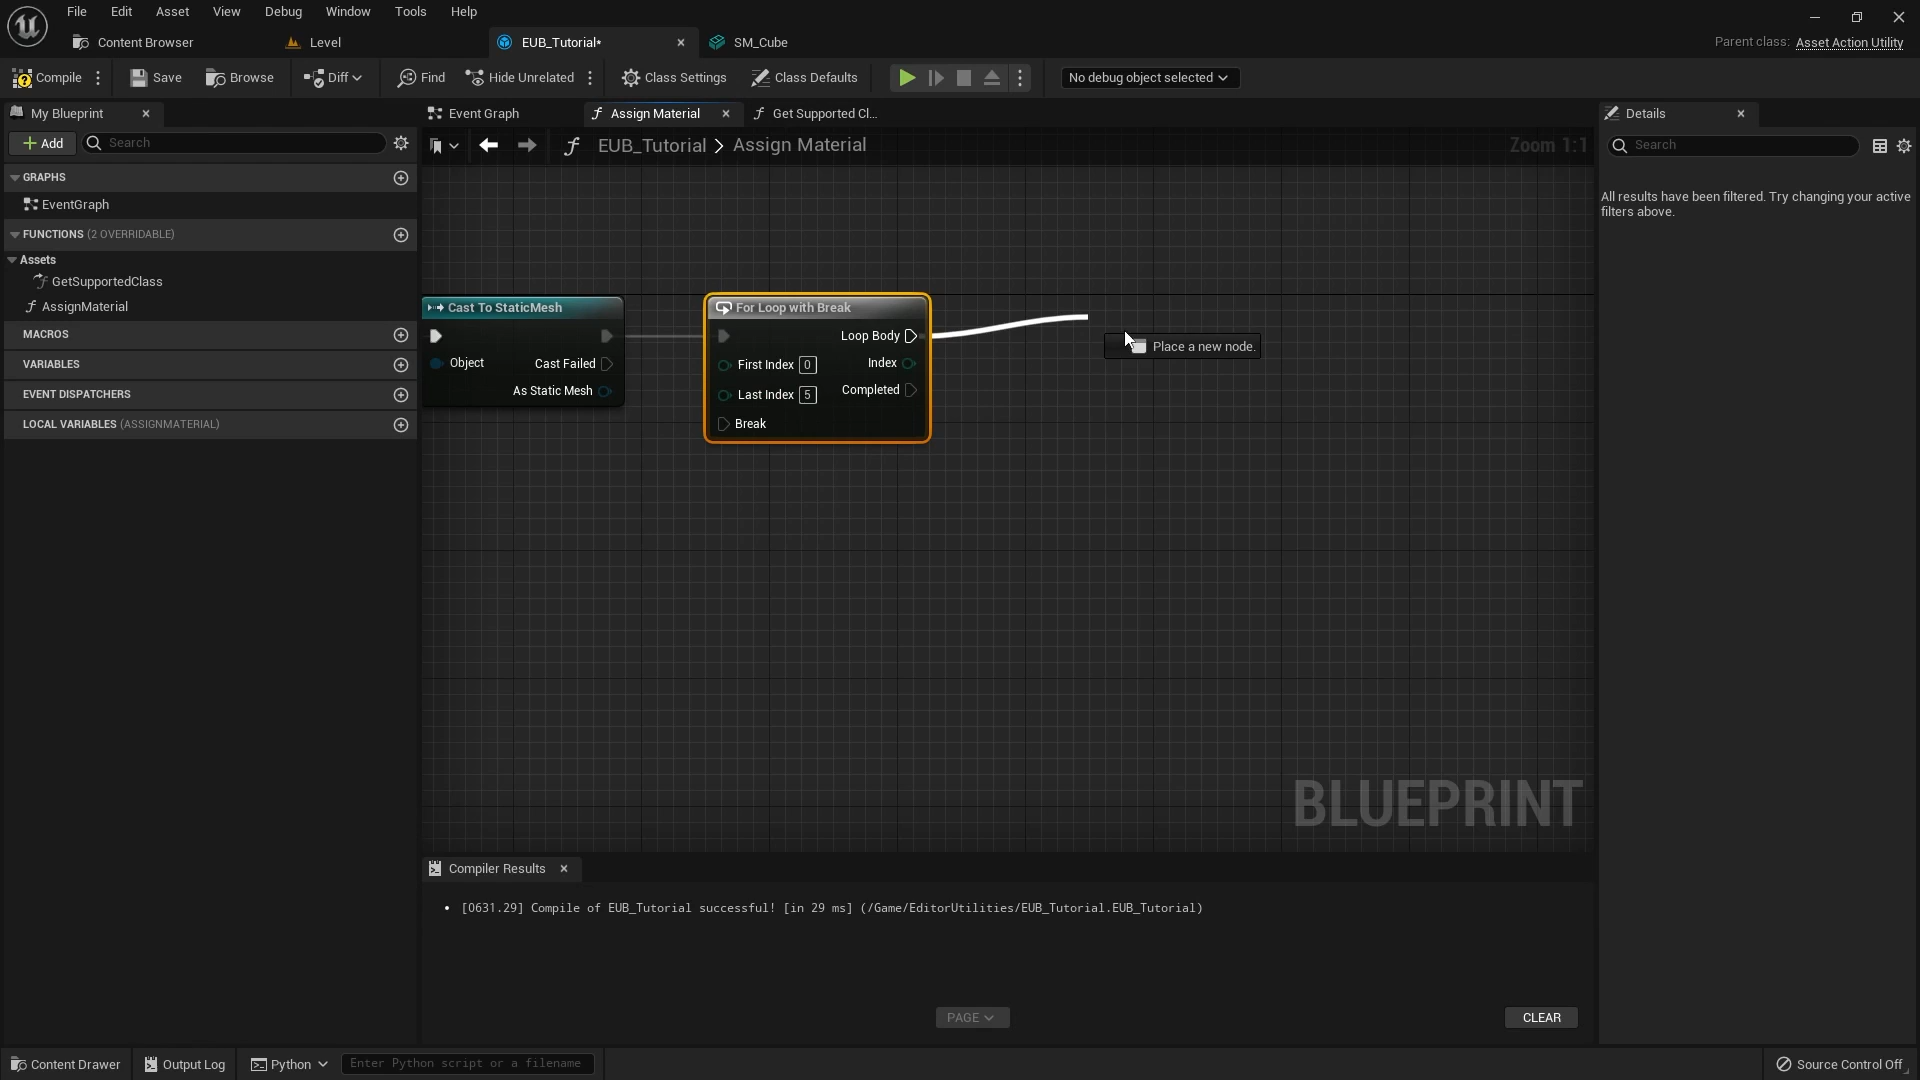 File Edit Asset View Debug Window Tools Help
Content Browser Level EUB_Tutorial* SM_Cube Parent class: Asset Action Utility
Compile Save Browse Diff Find Hide Unrelated Class Settings Class Defaults No debug object selected
My Blueprint Event Graph Assign Material Get Supported Cl... Details
Add Search EUB_Tutorial > Assign Material Zoom 1:1 Search
GRAPHS
EventGraph
FUNCTIONS (2 OVERRIDABLE)
Assets
GetSupportedClass
AssignMaterial
MACROS
VARIABLES
EVENT DISPATCHERS
LOCAL VARIABLES (ASSIGNMATERIAL)
Cast To StaticMesh
Object Cast Failed
As Static Mesh
For Loop with Break
Loop Body
First Index 0 Index
Last Index 5 Completed
Break
Place a new node.
All results have been filtered. Try changing your active
filters above.
BLUEPRINT
Compiler Results
• [0631.29] Compile of EUB_Tutorial successful! [in 29 ms] (/Game/EditorUtilities/EUB_Tutorial.EUB_Tutorial)
PAGE CLEAR
Content Drawer Output Log Python Enter Python script or a filename Source Control Off